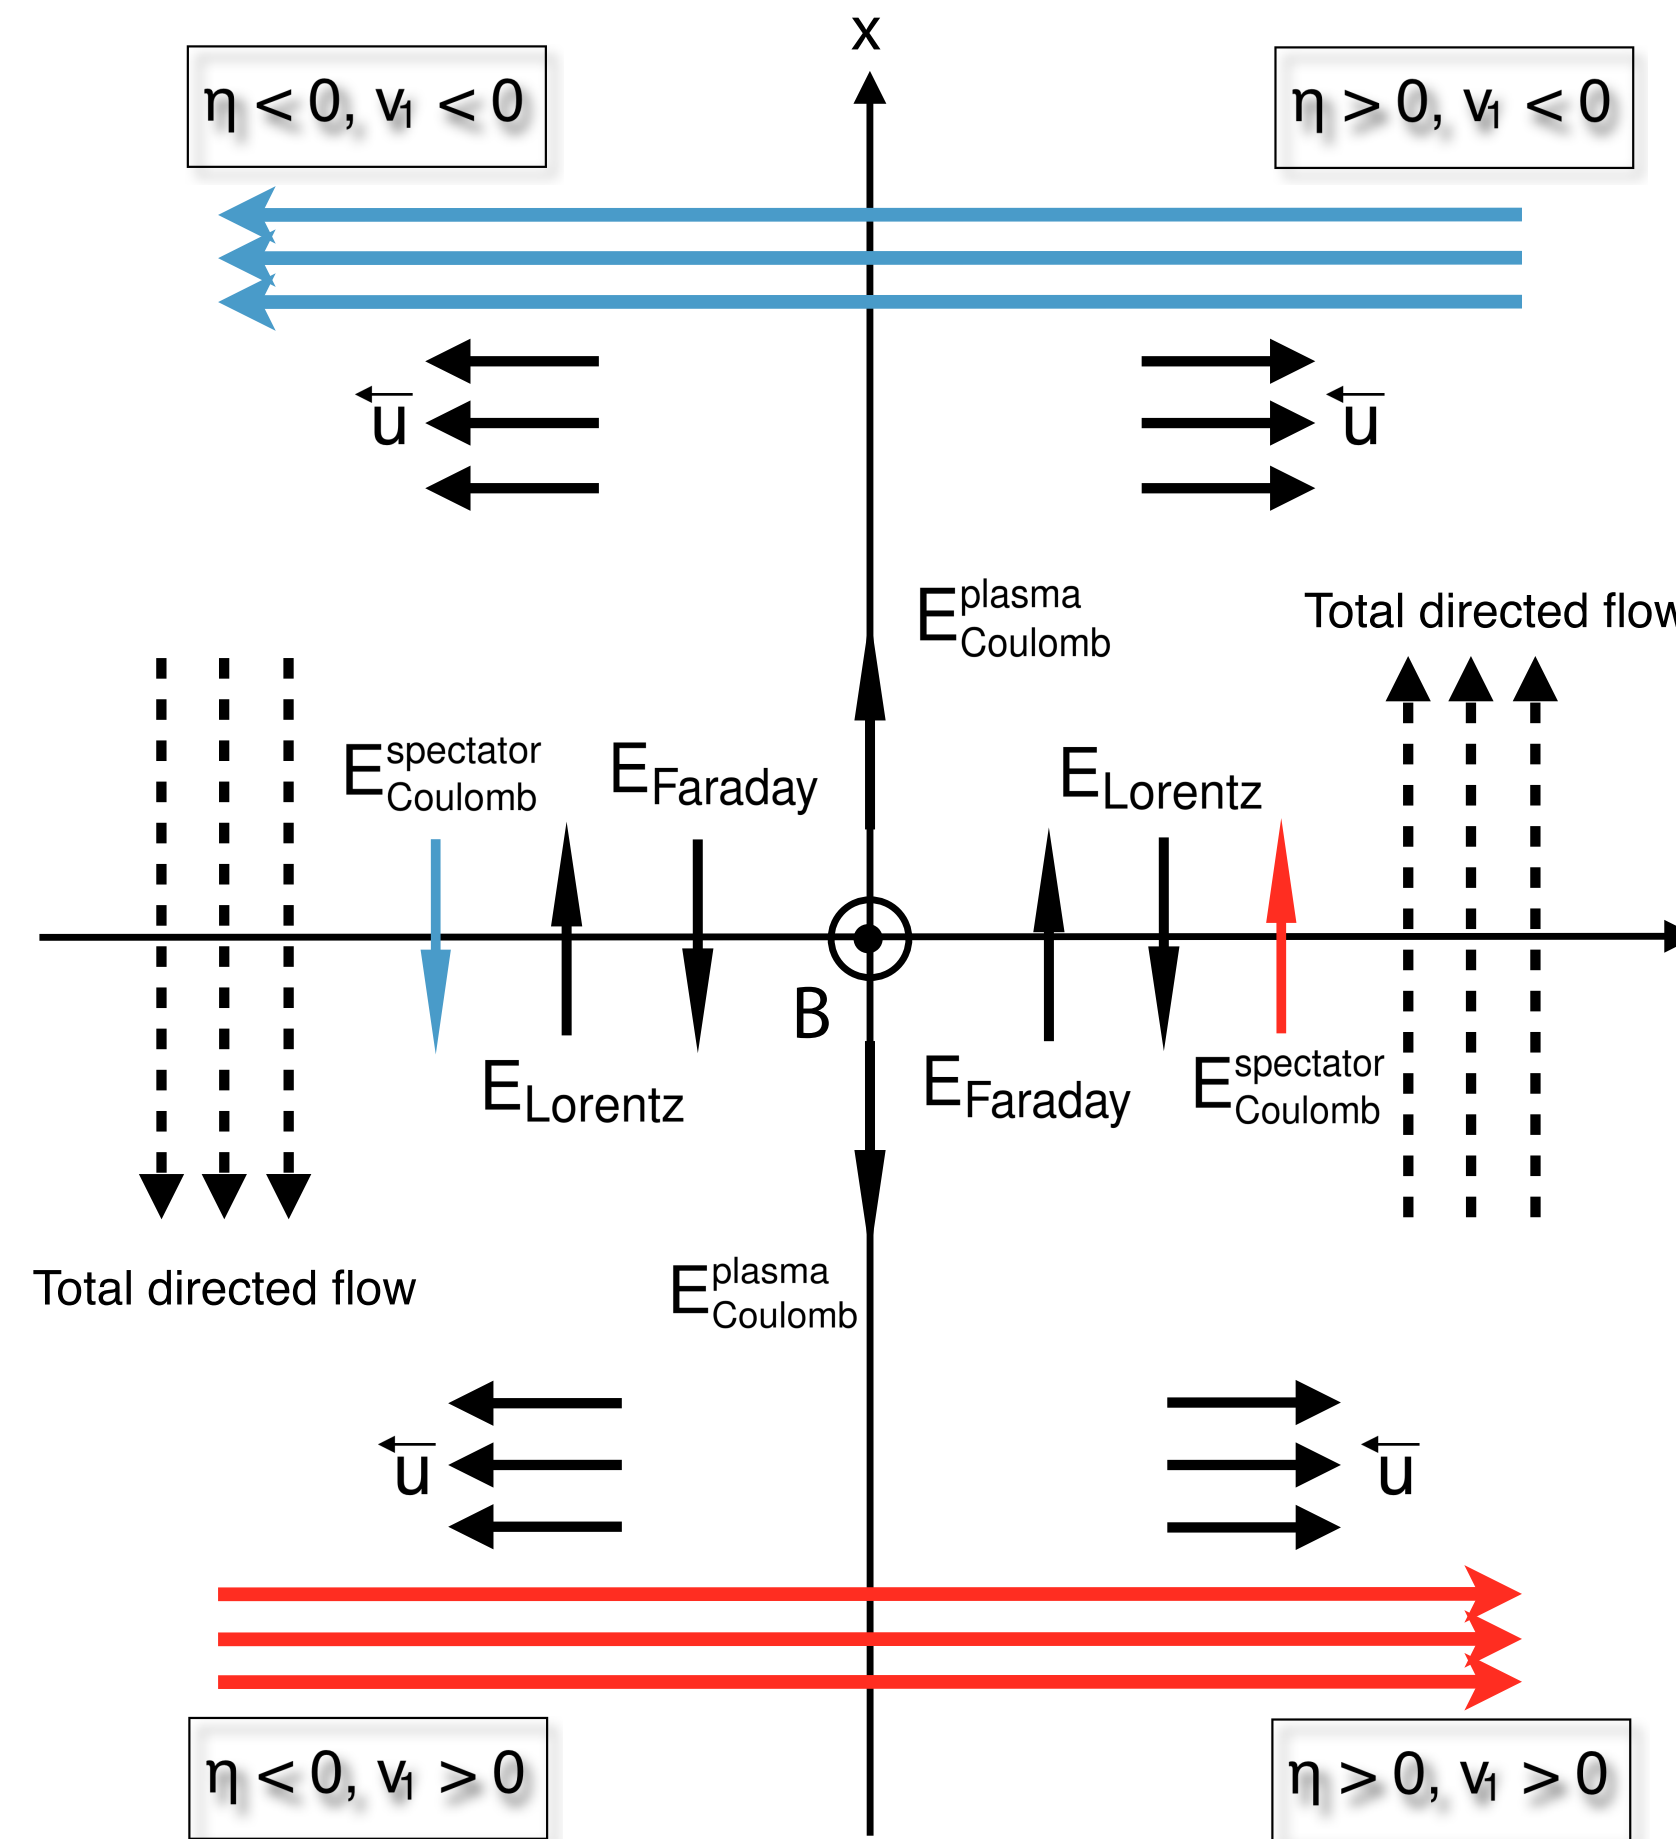 x
η < 0, v₁ < 0
η > 0, v₁ < 0
u
u
E plasma Coulomb
Total directed flow
E spectator Coulomb
E Faraday
E Lorentz
B
E Lorentz
E Faraday
E spectator Coulomb
Total directed flow
E plasma Coulomb
u
u
η < 0, v₁ > 0
η > 0, v₁ > 0